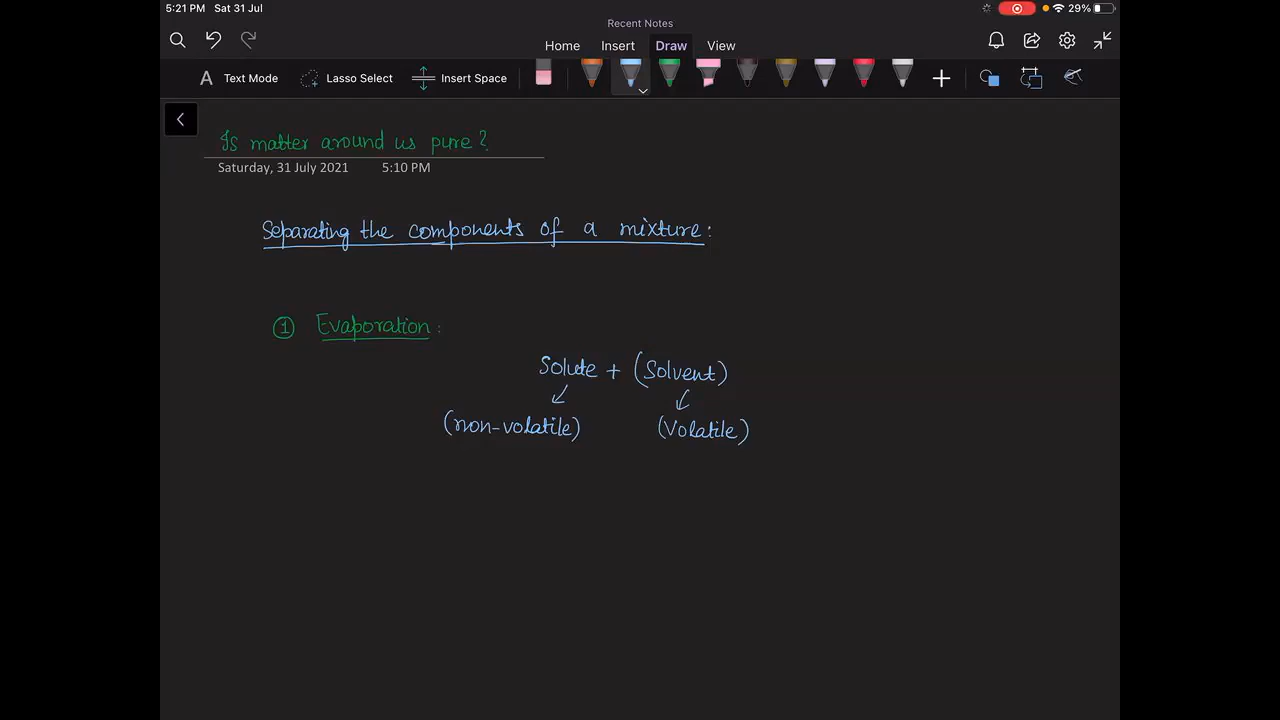 5:21 PM Sat 31 Jul 29%
Recent Notes
Home Insert Draw View
A Text Mode Lasso Select Insert Space
Is matter around us pure?
Saturday, 31 July 2021 5:10 PM
Separating the components of a mixture:
① Evaporation:
Solute + (Solvent)
(non-volatile) (Volatile)